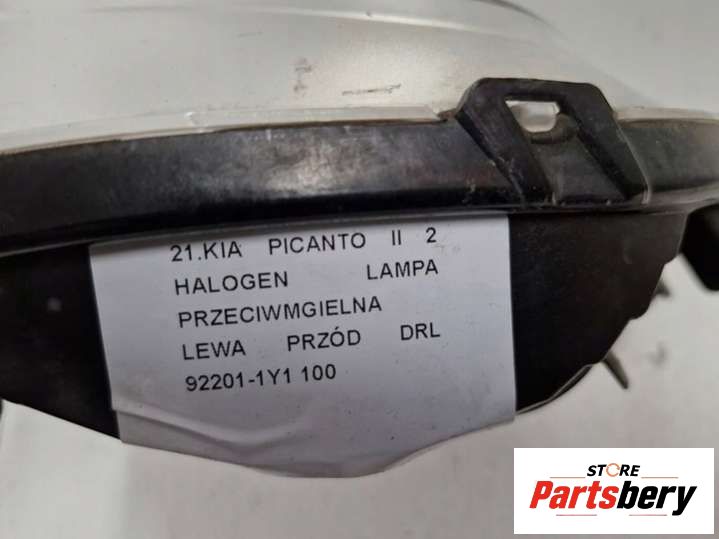 21.KIA PICANTO II 2
HALOGEN LAMPA
PRZECIWMGIELNA
LEWA PRZÓD DRL
92201-1Y1 100
STORE
Partsbery